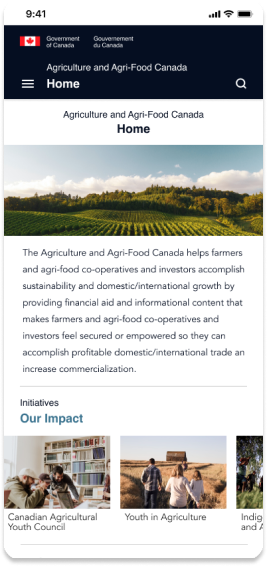 9:41
Government Gouvernement
of Canada du Canada
Agriculture and Agri-Food Canada
Home
Agriculture and Agri-Food Canada
Home
The Agriculture and Agri-Food Canada helps farmers
and agri-food co-operatives and investors accomplish
sustainability and domestic/international growth by
providing financial aid and informational content that
makes farmers and agri-food co-operatives and
investors feel secured or empowered so they can
accomplish profitable domestic/international trade an
increase commercialization.
Initiatives
Our Impact
Canadian Agricultural
Youth Council
Youth in Agriculture
Indig
and A